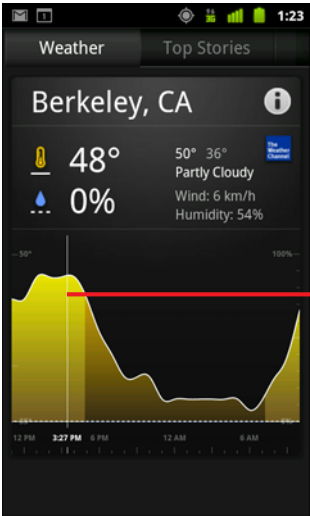 1:23
Weather Top Stories
Berkeley, CA
48° 50° 36°
The Weather Channel
Partly Cloudy
0% Wind: 6 km/h
Humidity: 54%
50° 100%
0%
12 PM 3:27 PM 6 PM 12 AM 6 AM